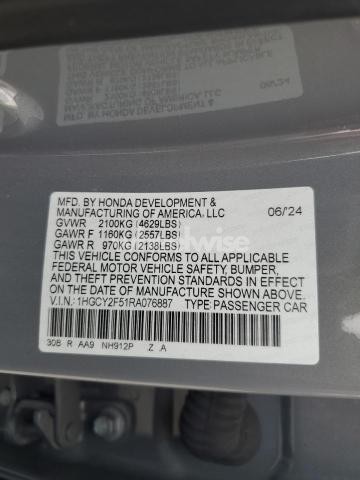 MFD. BY HONDA DEVELOPMENT &
MANUFACTURING OF AMERICA, LLC 06/24
GVWR 2100KG (4629LBS)
GAWR F 1160KG (2557LBS)
GAWR R 970KG (2138LBS)
THIS VEHICLE CONFORMS TO ALL APPLICABLE
FEDERAL MOTOR VEHICLE SAFETY, BUMPER,
AND THEFT PREVENTION STANDARDS IN EFFECT
ON THE DATE OF MANUFACTURE SHOWN ABOVE.
V.I.N.: 1HGCY2F51RA076887 TYPE: PASSENGER CAR
30B R AA9 NH912P Z A